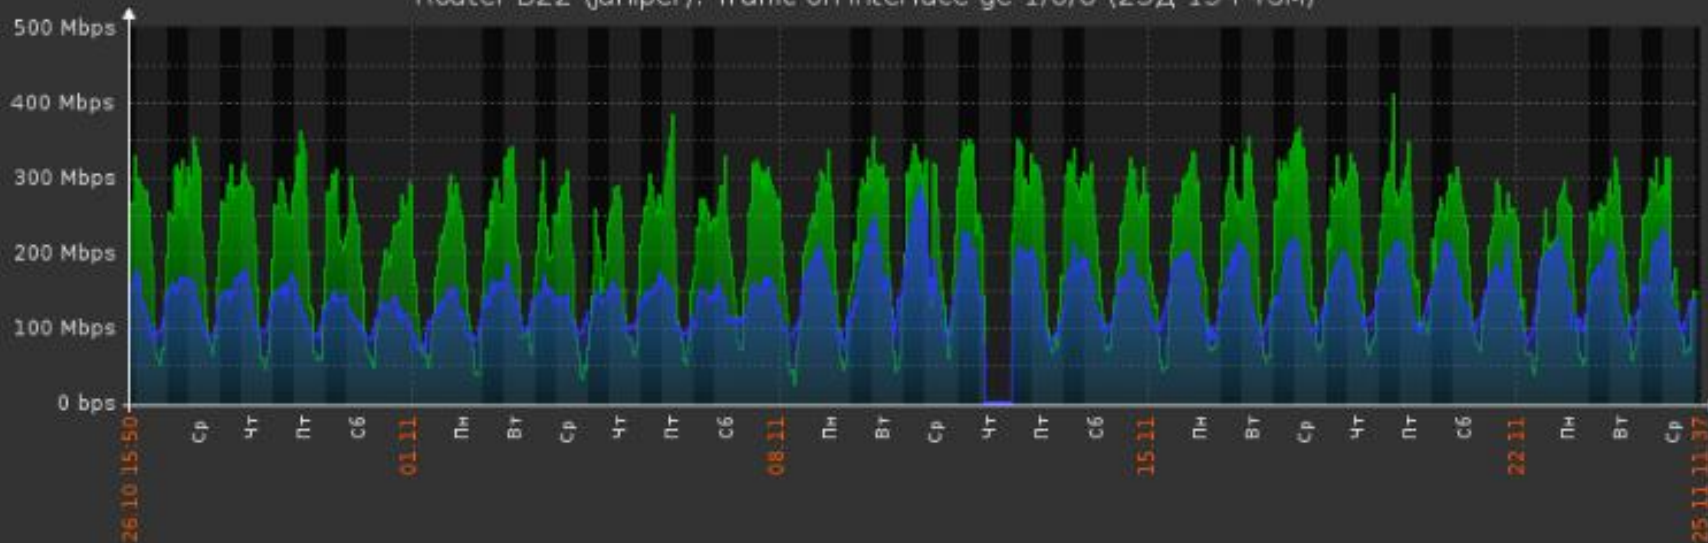 500 Mbps
400 Mbps
300 Mbps
200 Mbps
100 Mbps
0 bps
26.10 15:50
Ср
Чт
Пт
Сб
01.11
Пн
Вт
Ср
Чт
Пт
Сб
08.11
Пн
Вт
Ср
Чт
Пт
Сб
15.11
Пн
Вт
Ср
Чт
Пт
Сб
22.11
Пн
Вт
Ср
25.11 11:37